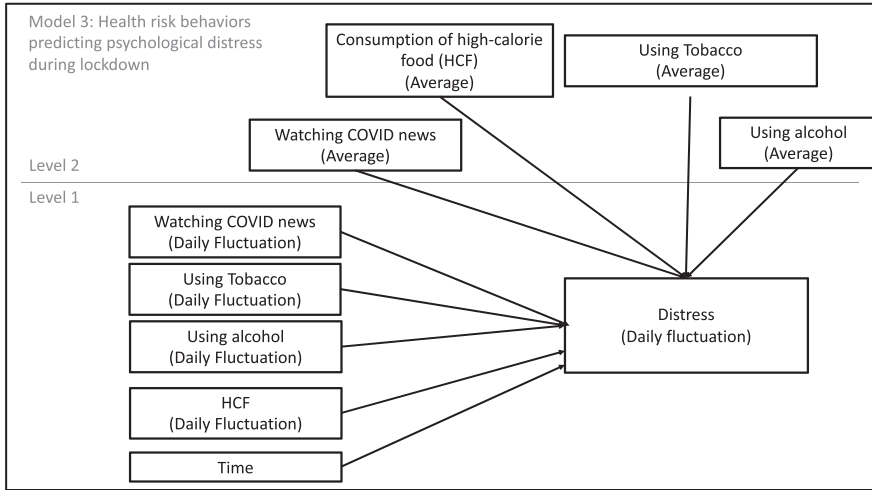 Model 3: Health risk behaviors
predicting psychological distress
during lockdown
Consumption of high-calorie
food (HCF)
(Average)
Using Tobacco
(Average)
Watching COVID news
(Average)
Using alcohol
(Average)
Level 2
Level 1
Watching COVID news
(Daily Fluctuation)
Using Tobacco
(Daily Fluctuation)
Using alcohol
(Daily Fluctuation)
HCF
(Daily Fluctuation)
Time
Distress
(Daily fluctuation)